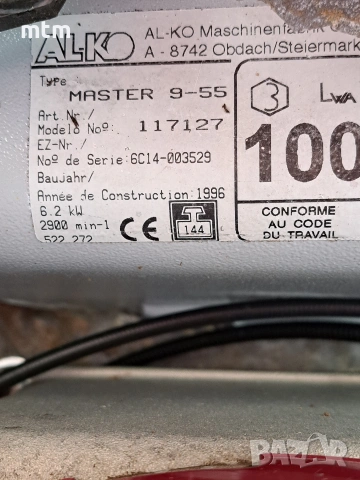 mtm
AL-KO
AL-KO Maschinenfabrik
A - 8742 Obdach/Steiermark
Type
MASTER 9-55
Art Nr./
Modelo Nº: 117127
EZ-Nr./
Nº de Serie: 6C14-003529
Baujahr/
Année de Construction: 1996
6.2 kW
2900 min-1
522 272
CE
144
3
LWA
100
CONFORME
AU CODE
DU TRAVAIL
BAZAR